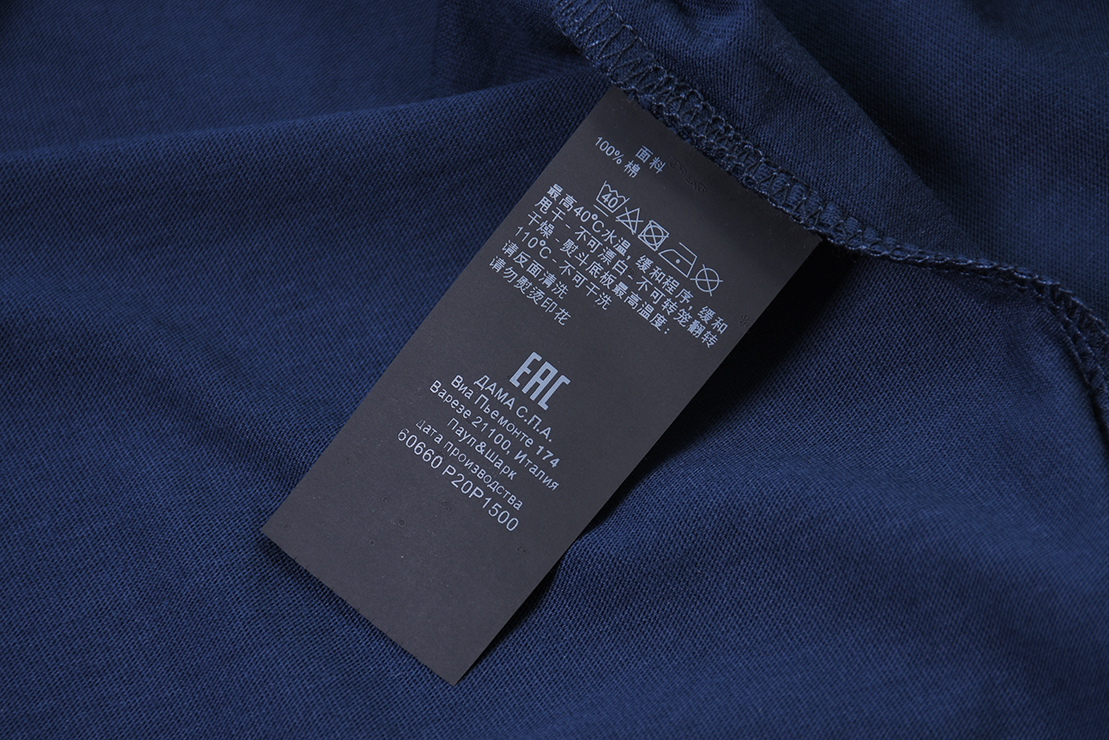 面料
100% 棉
40
最高40°C水温，缓和程序，缓和
甩干 - 不可漂白 - 不可转笼翻转
干燥 - 熨斗底板最高温度：
110°C - 不可干洗
请反面清洗
请勿熨烫印花
EAC
ДАМА С.П.А.
Виа Пьемонте 174
Варезе 21100, Италия
Паул&Шарк
дата производства
60660 P20P1500